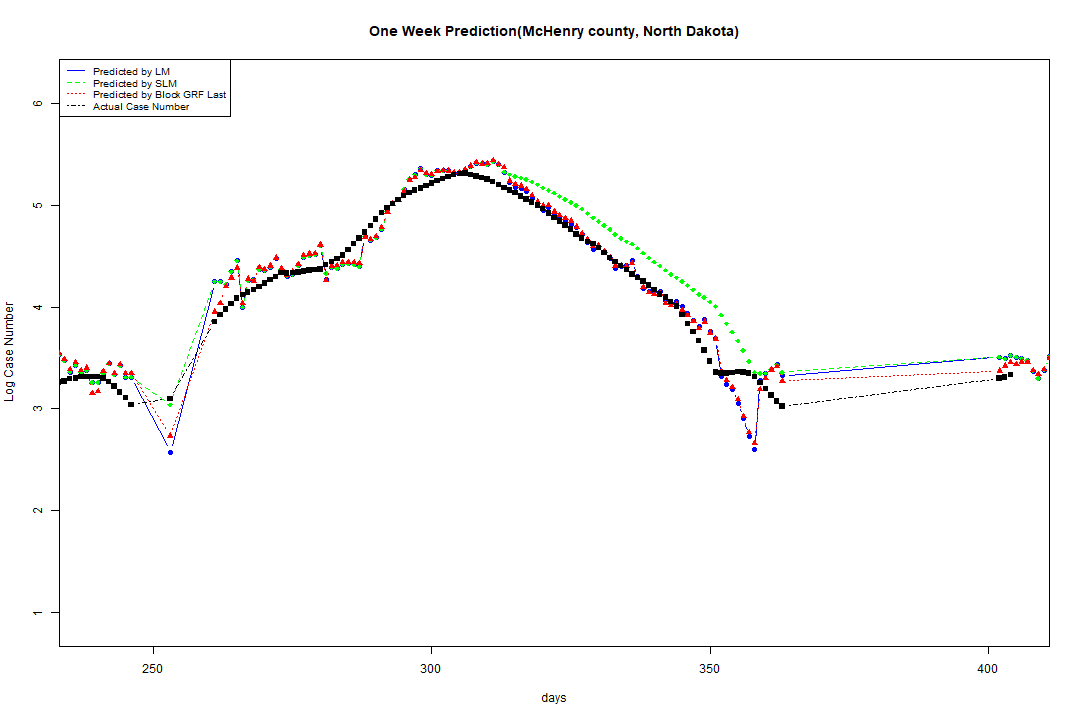 One Week Prediction(McHenry county, North Dakota)
Predicted by LM
Predicted by SLM
Predicted by Block GRF Last
Actual Case Number
Log Case Number
6
5
4
3
2
1
250
300
350
400
days